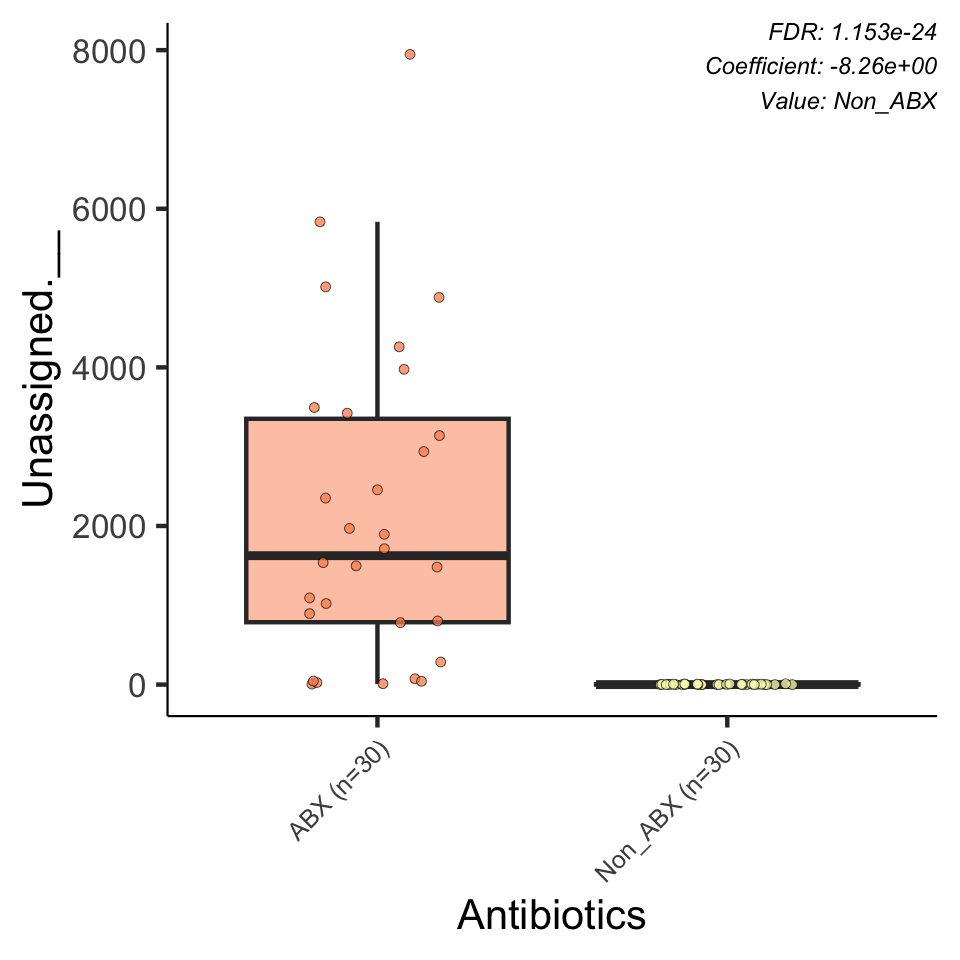 FDR: 1.153e-24
Coefficient: -8.26e+00
Value: Non_ABX
8000
6000
4000
2000
0
Unassigned.__
ABX (n=30)
Non_ABX (n=30)
Antibiotics